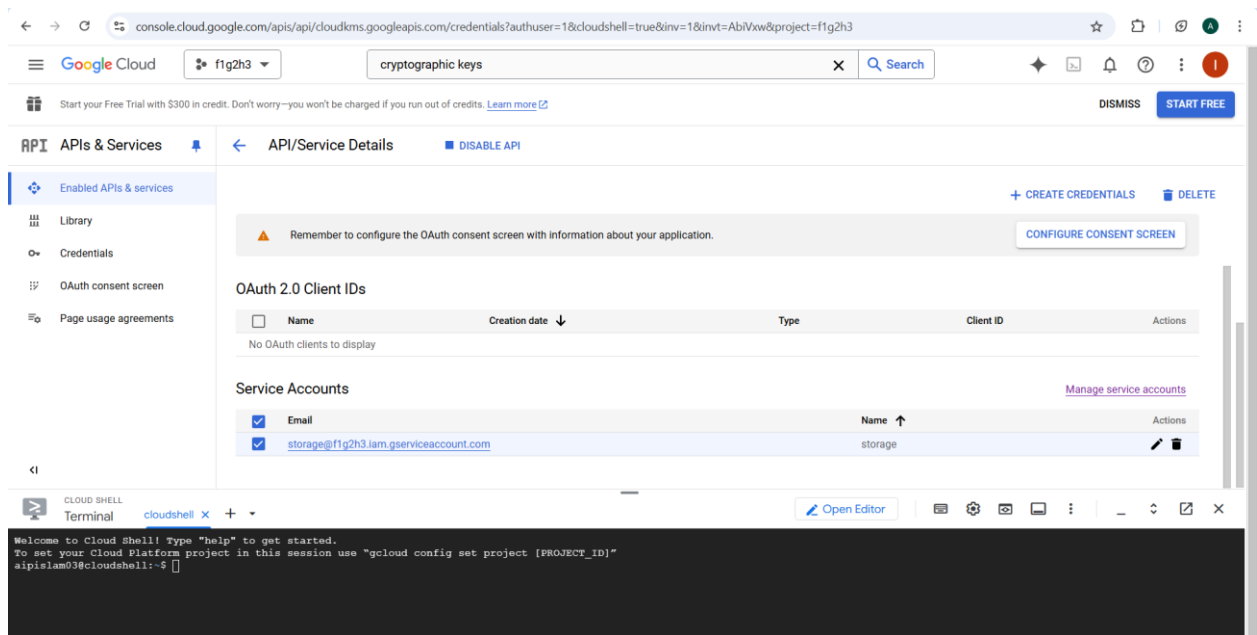 console.cloud.google.com/apis/api/cloudkms.googleapis.com/credentials?authuser=1&cloudshell=true&inv=1&invt=AbiVxw&project=f1g2h3
A
Google Cloud
f1g2h3
cryptographic keys
Search
I
Start your Free Trial with $300 in credit. Don't worry—you won't be charged if you run out of credits. Learn more
DISMISS
START FREE
API APIs & Services
API/Service Details
DISABLE API
Enabled APIs & services
Library
Credentials
OAuth consent screen
Page usage agreements
+ CREATE CREDENTIALS
DELETE
Remember to configure the OAuth consent screen with information about your application.
CONFIGURE CONSENT SCREEN
OAuth 2.0 Client IDs
Name Creation date Type Client ID Actions
No OAuth clients to display
Service Accounts
Manage service accounts
Email Name Actions
storage@f1g2h3.iam.gserviceaccount.com storage
CLOUD SHELL
Terminal
cloudshell
Open Editor
Welcome to Cloud Shell! Type "help" to get started.
To set your Cloud Platform project in this session use “gcloud config set project [PROJECT_ID]”
aipislam03@cloudshell:~$